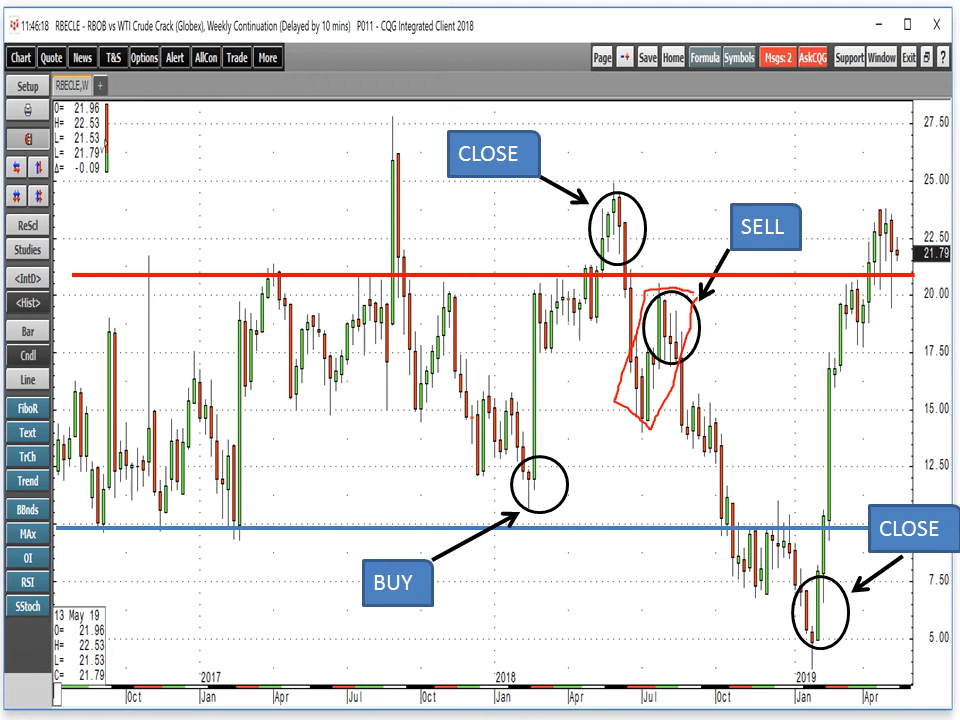 11:46:18 RBECLE - RBOB vs WTI Crude Crack (Globex), Weekly Continuation (Delayed by 10 mins) P011 - CQG Integrated Client 2018
Chart Quote News T&S Options Alert AllCon Trade More Page Save Home Formula Symbols Msgs: 2 AskCQG Support Window Exit ?
Setup
RBECLE,W +
O= 21.96
H= 22.53
L= 21.53
L= 21.79
Δ= -0.09
ReScl
Studies
<IntD>
<Hist>
Bar
Cndl
Line
FiboR
Text
TrCh
Trend
BBnds
MAx
OI
RSI
SStoch
CLOSE
SELL
BUY
CLOSE
27.50
25.00
22.50
21.79
20.00
17.50
15.00
12.50
7.50
5.00
13 May 19
O= 21.96
H= 22.53
L= 21.53
C= 21.79
2017 2018 2019
Oct Jan Apr Jul Oct Jan Apr Jul Oct Jan Apr